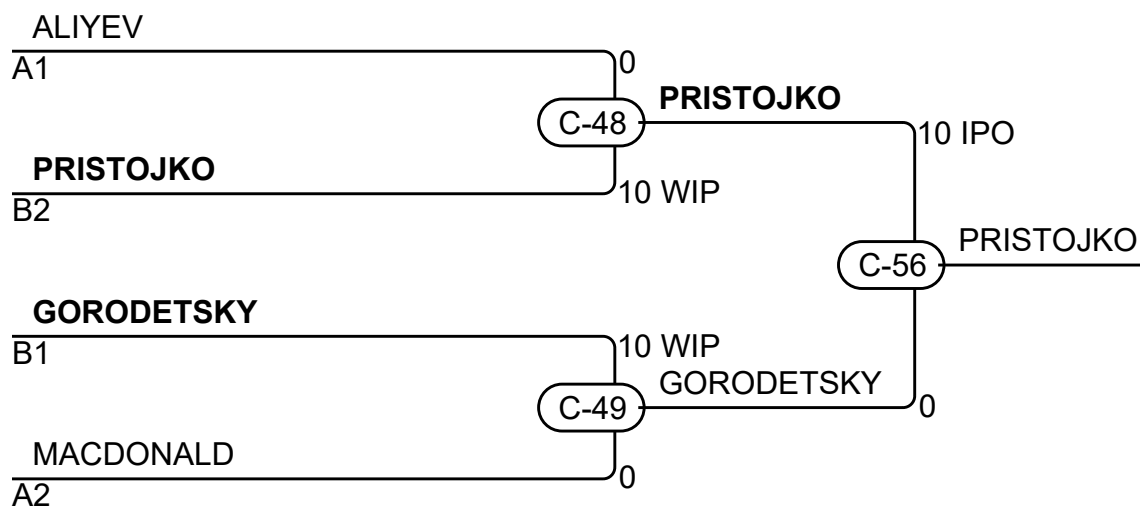 ALIYEV
A1
0
C-48
PRISTOJKO
10 IPO
PRISTOJKO
B2
10 WIP
C-56
PRISTOJKO
GORODETSKY
B1
10 WIP
C-49
GORODETSKY
0
MACDONALD
A2
0